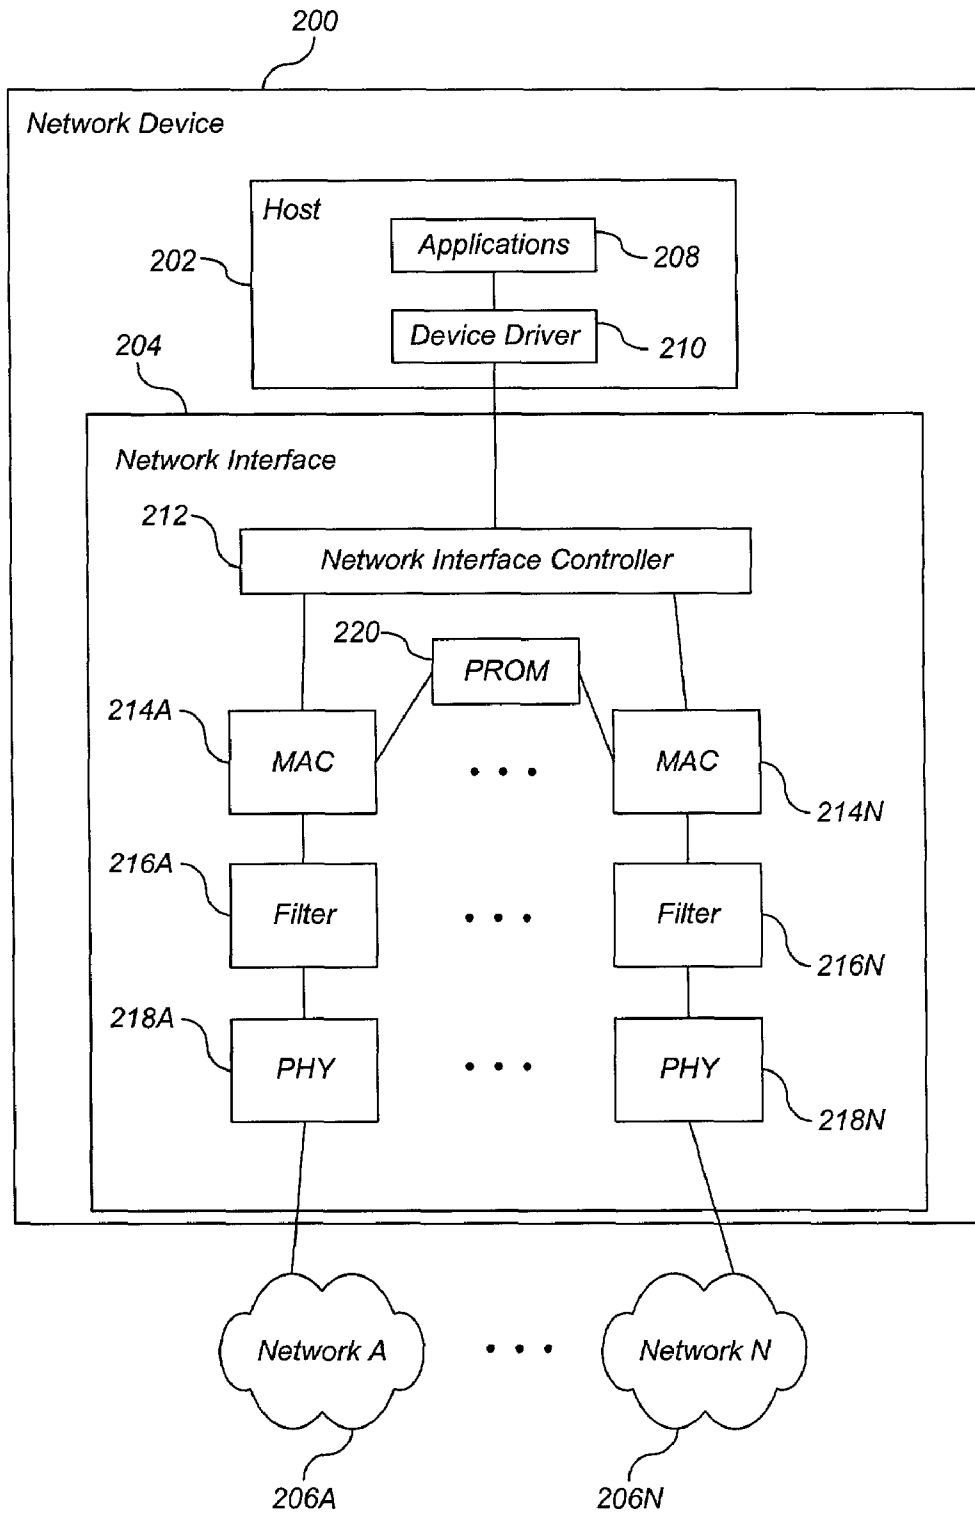 200
Network Device
Host
Applications
202
208
Device Driver
210
204
Network Interface
212
Network Interface Controller
220
PROM
214A
MAC
MAC
214N
216A
Filter
Filter
216N
218A
PHY
PHY
218N
Network A
Network N
206A
206N